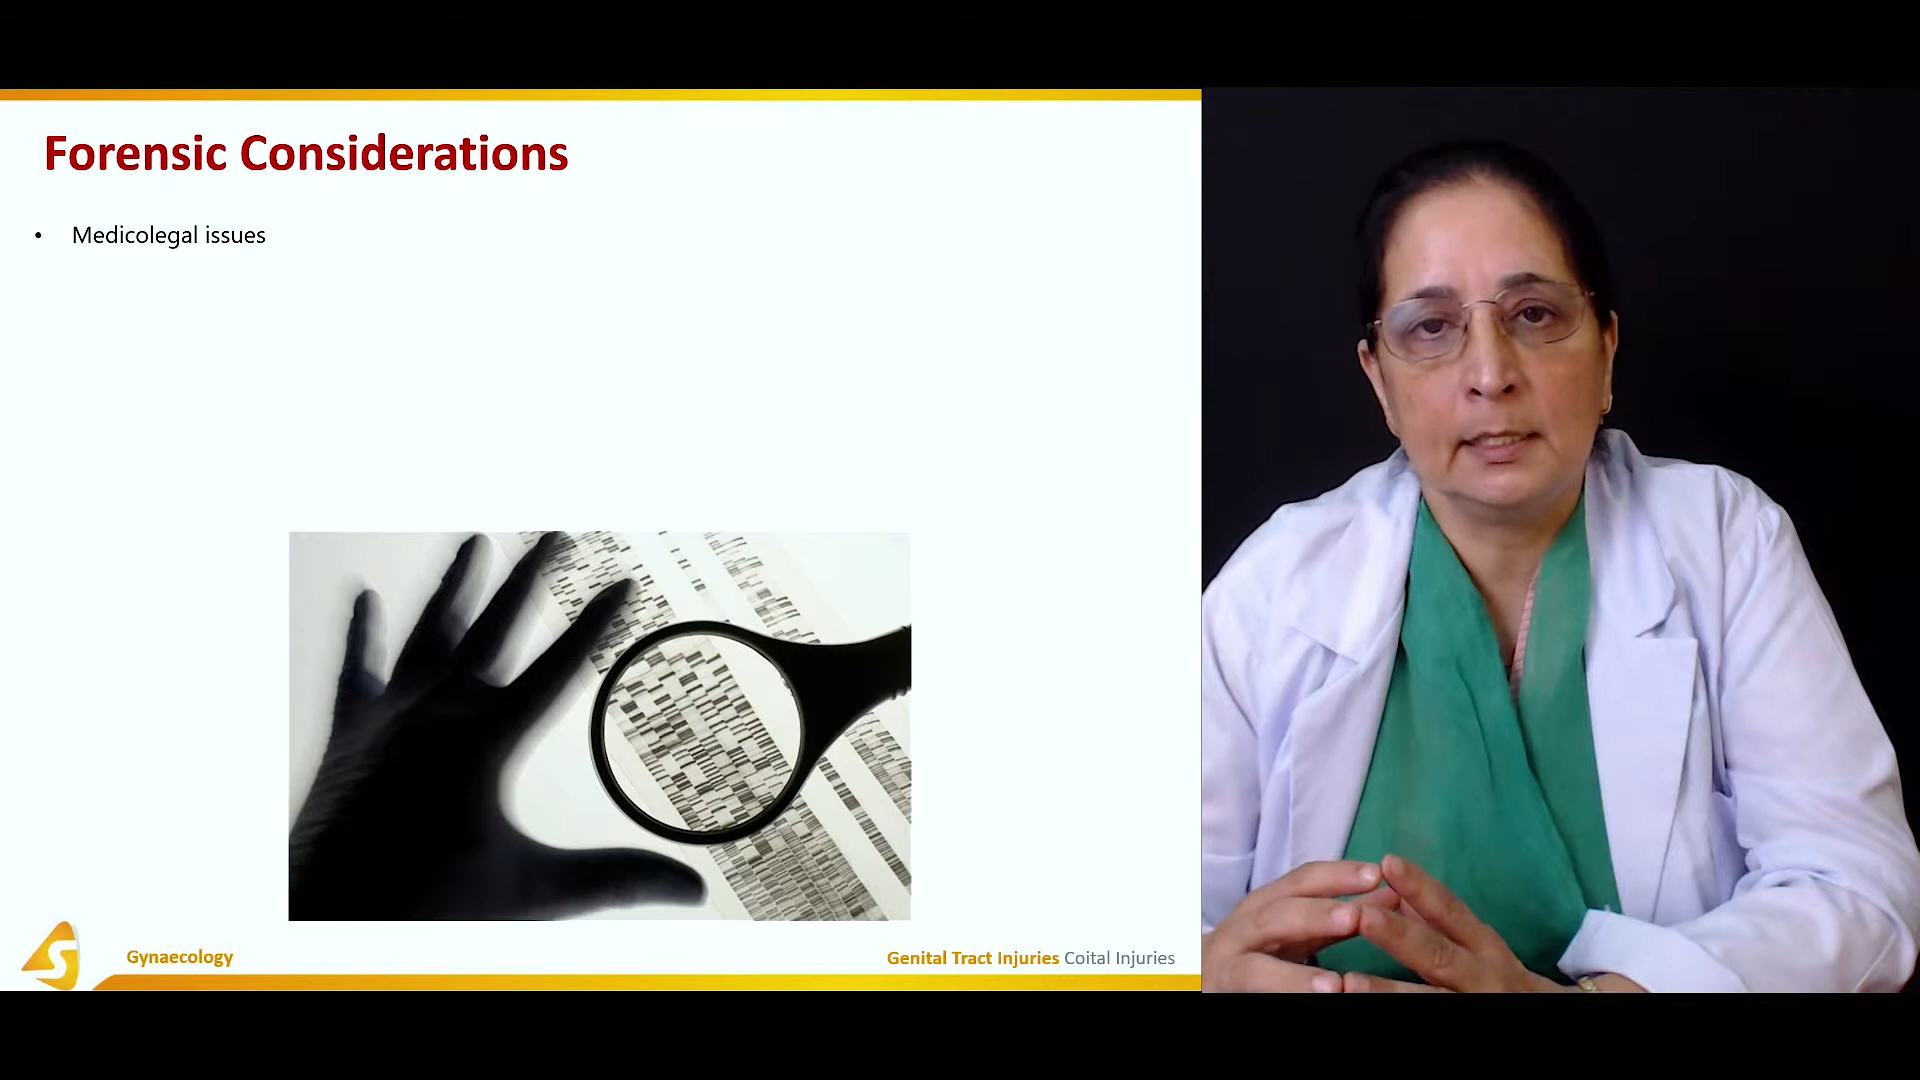 Forensic Considerations
• Medicolegal issues
Gynaecology
Genital Tract Injuries Coital Injuries